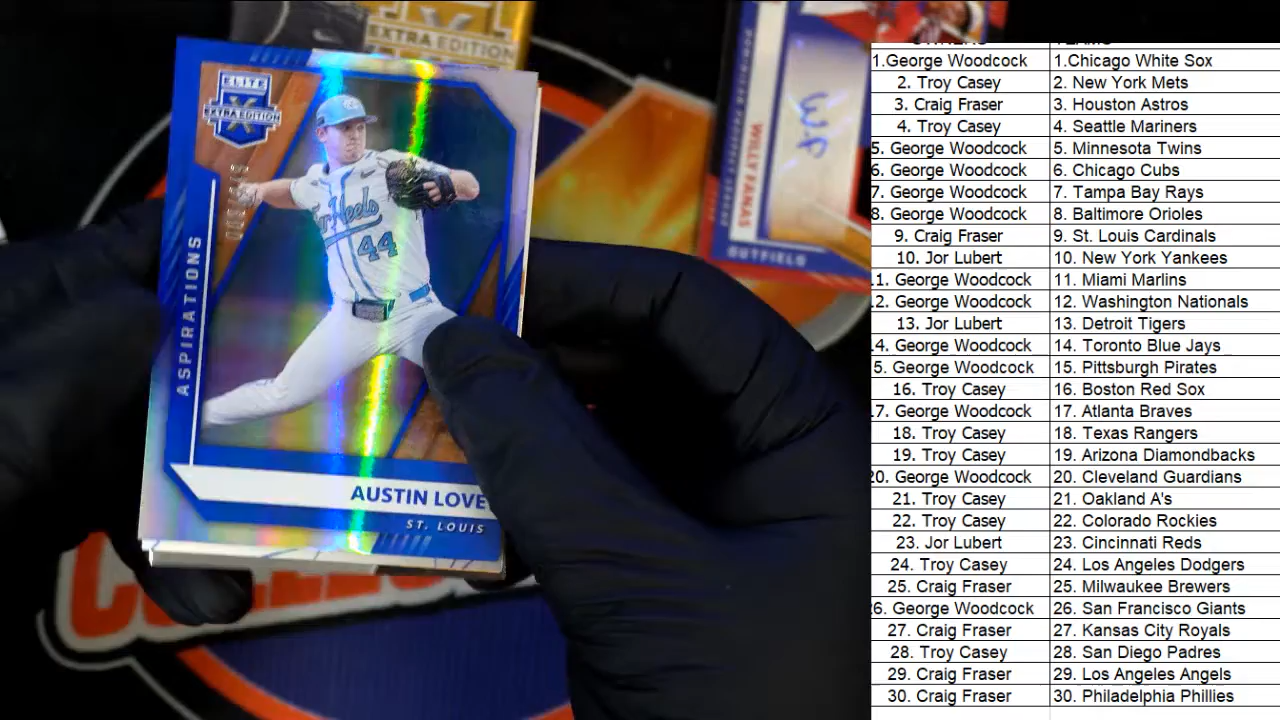 EXTRA EDITION
ELITE
X
EXTRA EDITION
ASPIRATIONS
Heels
44
AUSTIN LOVE
ST. LOUIS
WILLY FANAS
OUTFIELD
1.George Woodcock 1.Chicago White Sox
2. Troy Casey 2. New York Mets
3. Craig Fraser 3. Houston Astros
4. Troy Casey 4. Seattle Mariners
5. George Woodcock 5. Minnesota Twins
6. George Woodcock 6. Chicago Cubs
7. George Woodcock 7. Tampa Bay Rays
8. George Woodcock 8. Baltimore Orioles
9. Craig Fraser 9. St. Louis Cardinals
10. Jor Lubert 10. New York Yankees
1. George Woodcock 11. Miami Marlins
2. George Woodcock 12. Washington Nationals
13. Jor Lubert 13. Detroit Tigers
4. George Woodcock 14. Toronto Blue Jays
5. George Woodcock 15. Pittsburgh Pirates
16. Troy Casey 16. Boston Red Sox
17. George Woodcock 17. Atlanta Braves
18. Troy Casey 18. Texas Rangers
19. Troy Casey 19. Arizona Diamondbacks
20. George Woodcock 20. Cleveland Guardians
21. Troy Casey 21. Oakland A's
22. Troy Casey 22. Colorado Rockies
23. Jor Lubert 23. Cincinnati Reds
24. Troy Casey 24. Los Angeles Dodgers
25. Craig Fraser 25. Milwaukee Brewers
26. George Woodcock 26. San Francisco Giants
27. Craig Fraser 27. Kansas City Royals
28. Troy Casey 28. San Diego Padres
29. Craig Fraser 29. Los Angeles Angels
30. Craig Fraser 30. Philadelphia Phillies